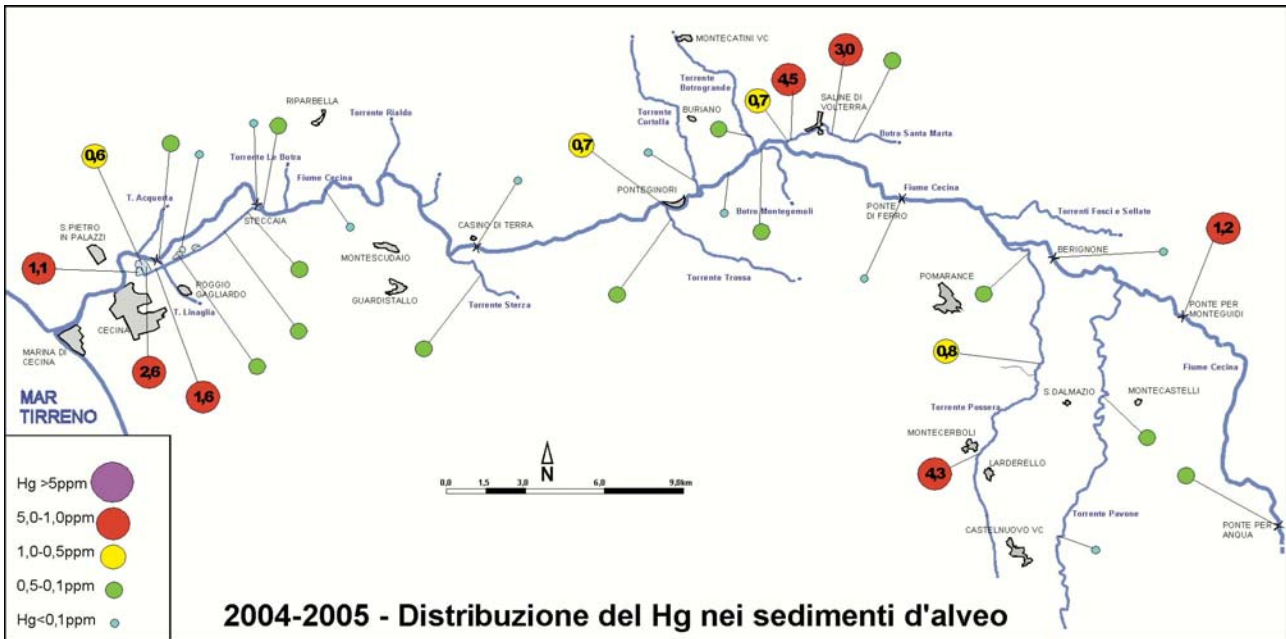 MONTECATINI VC
3,0
4,5
SALINE DI
VOLTERRA
0,7
Torrente
Botrogrande
BURIANO
Torrente
Cortolla
Botro Santa Marta
RIPARBELLA
Torrente Rialdo
0,6
0,7
Torrente Le Botra
Fiume Cecina
T. Acquerta
STECCAIA
PONTEGINORI
Botro Montegemoli
Fiume Cecina
PONTE
DI FERRO
Torrenti Fosci e Sellate
1,2
S.PIETRO
IN PALAZZI
CASINO DI TERRA
MONTESCUDAIO
BERIGNONE
1,1
POGGIO
GAGLIARDO
GUARDISTALLO
Torrente Sterza
Torrente Trossa
POMARANCE
PONTE PER
MONTEGUIDI
T. Linaglia
CECINA
MARINA DI
CECINA
2,6
1,6
0,8
Fiume Cecina
MAR
TIRRENO
S.DALMAZIO
MONTECASTELLI
Torrente Possera
MONTECERBOLI
LARDERELLO
4,3
N
0,0 1,5 3,0 6,0 9,0km
Hg >5ppm
5,0-1,0ppm
1,0-0,5ppm
0,5-0,1ppm
Hg<0,1ppm
Torrente Pavone
CASTELNUOVO VC
PONTE PER
ANQUA
2004-2005 - Distribuzione del Hg nei sedimenti d'alveo